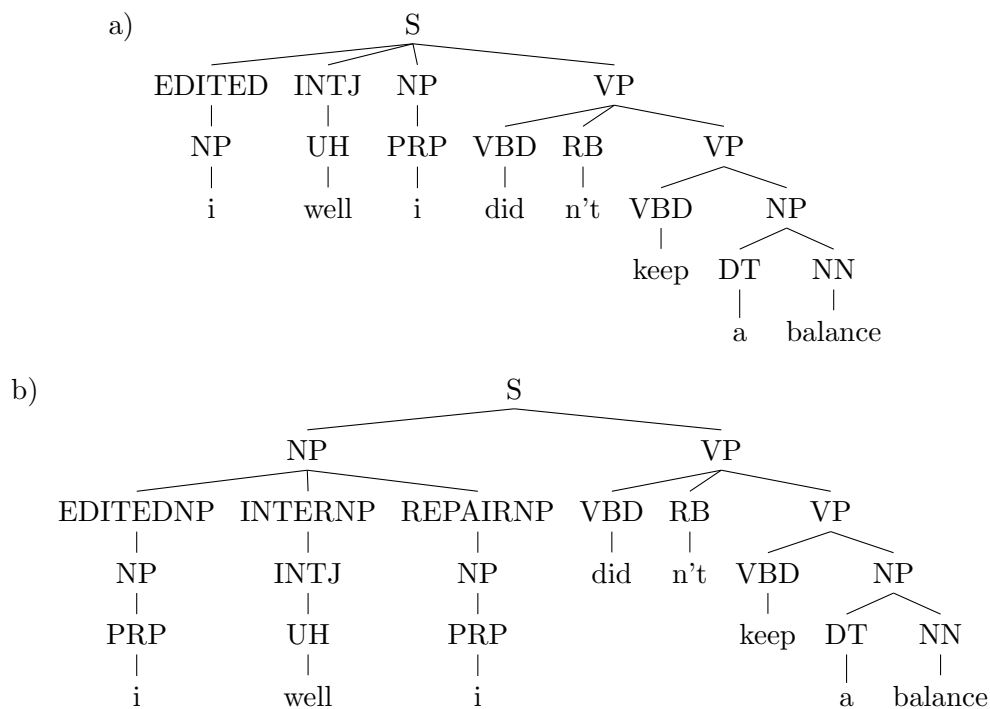 a) S
EDITED INTJ NP VP
NP UH PRP VBD RB VP
i well i did n't VBD NP
keep DT NN
a balance
b) S
NP VP
EDITEDNP INTERNP REPAIRNP VBD RB VP
NP INTJ NP did n't VBD NP
PRP UH PRP keep DT NN
i well i a balance